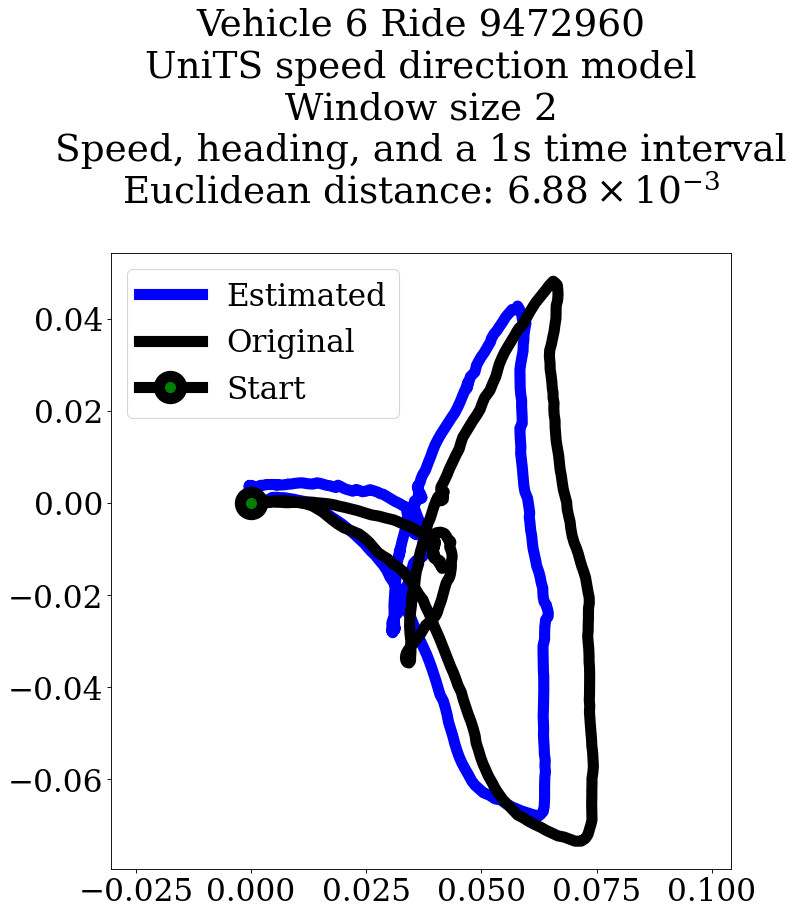 Vehicle 6 Ride 9472960
UniTS speed direction model
Window size 2
Speed, heading, and a 1s time interval
Euclidean distance: 6.88 × 10⁻³
Estimated
Original
Start
0.04
0.02
0.00
−0.02
−0.04
−0.06
−0.025 0.000 0.025 0.050 0.075 0.100